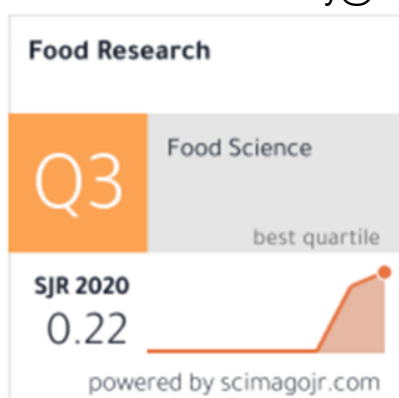 Food Research
Q3
Food Science
best quartile
SJR 2020
0.22
powered by scimagojr.com